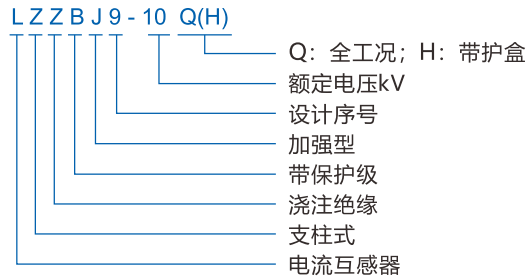 LZZBJ9-10 Q(H)
Q：全工况；H：带护盒
额定电压kV
设计序号
加强型
带保护级
浇注绝缘
支柱式
电流互感器